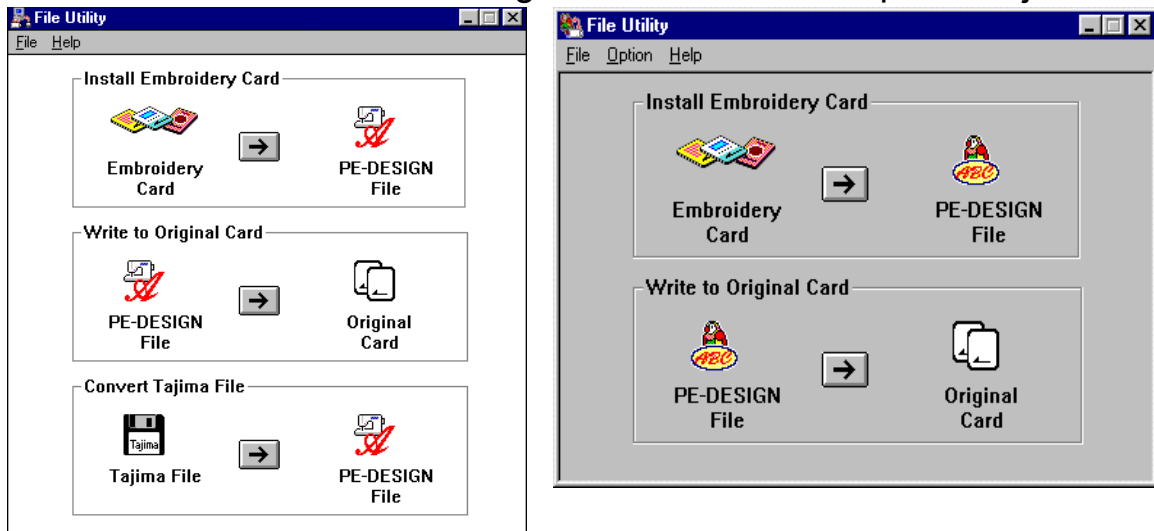 File Utility
File Help
Install Embroidery Card
Embroidery
Card
PE-DESIGN
File
Write to Original Card
PE-DESIGN
File
Original
Card
Convert Tajima File
Tajima
Tajima File
PE-DESIGN
File
File Utility
File Option Help
Install Embroidery Card
ABC
Embroidery
Card
PE-DESIGN
File
Write to Original Card
ABC
PE-DESIGN
File
Original
Card